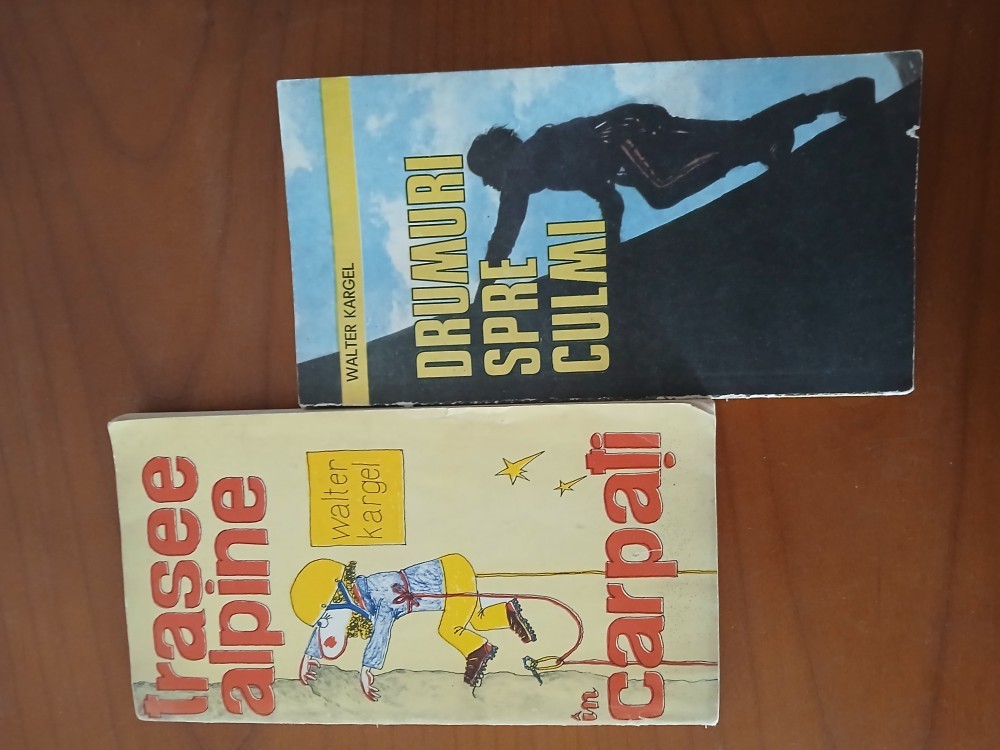 WALTER KARGEL
DRUMURI
SPRE
CULMI
trasee
alpine
walter
kargel
în
carpați